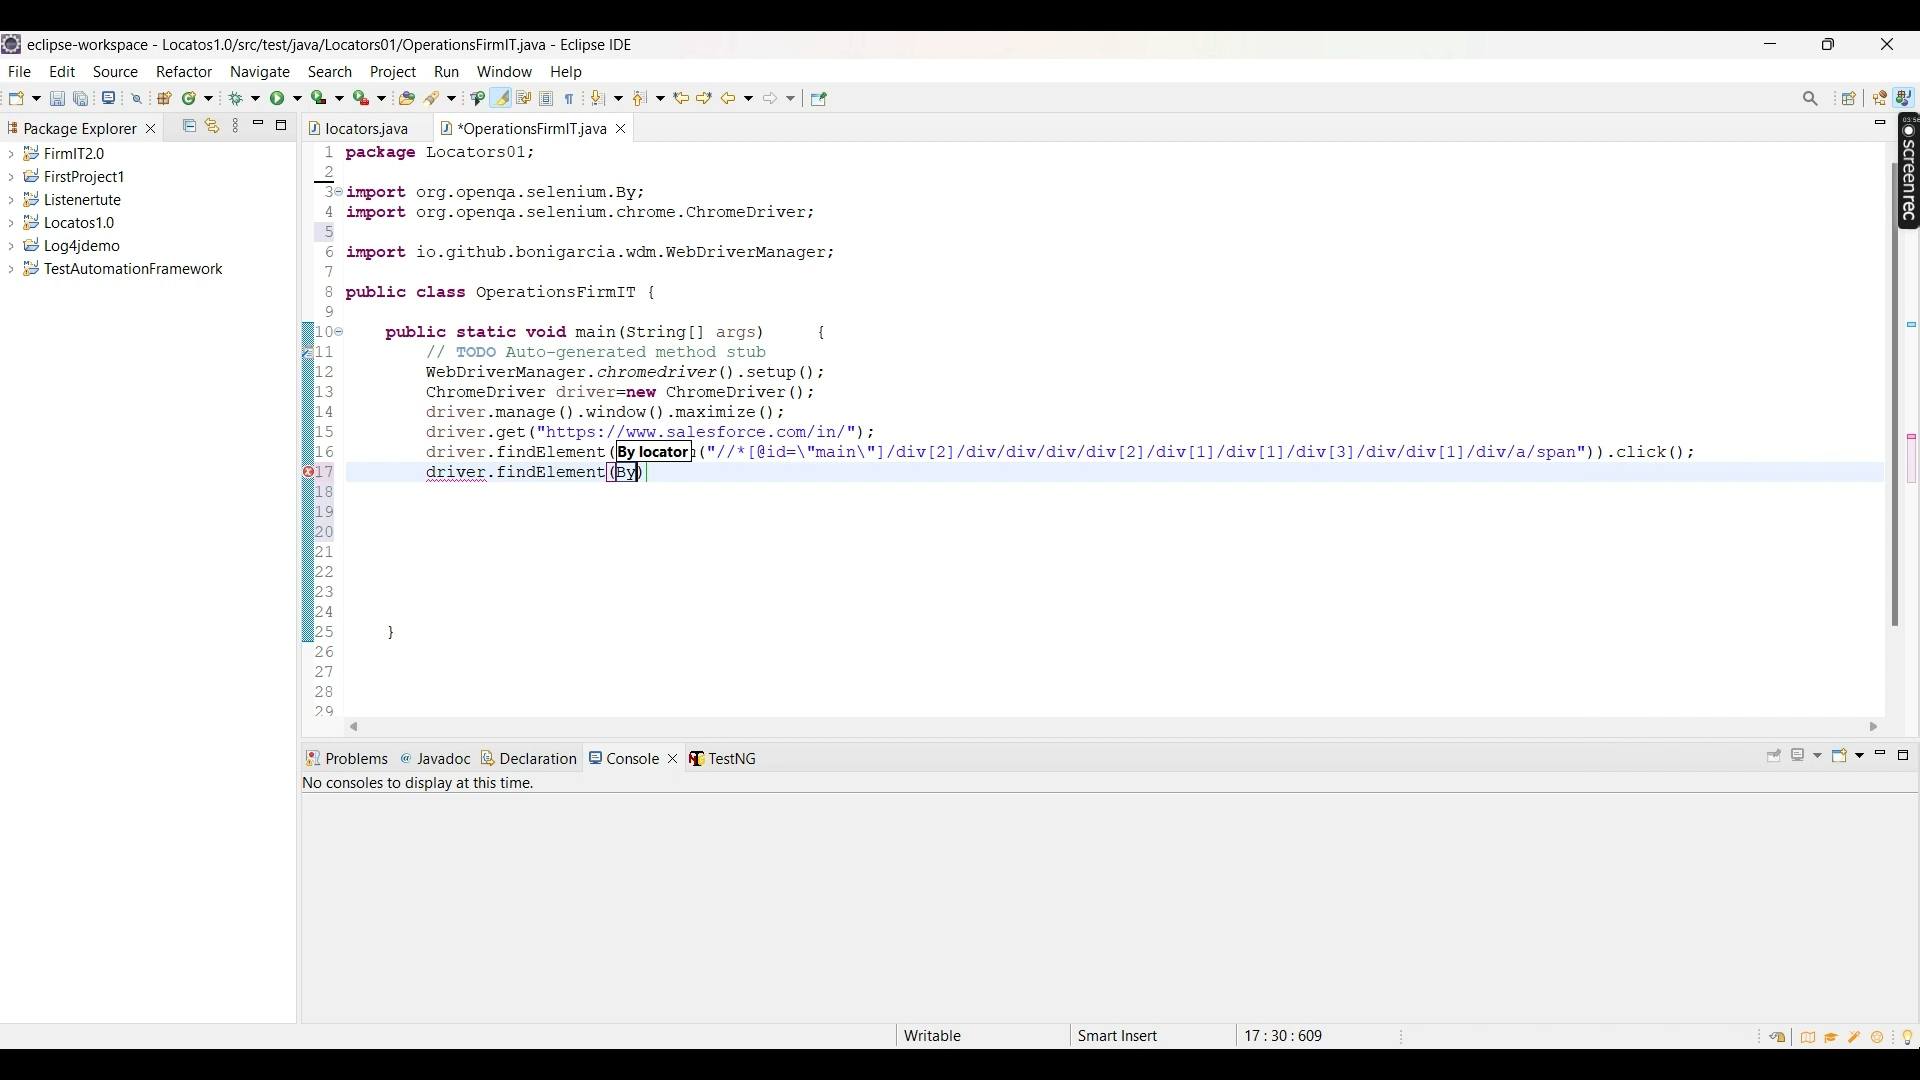 eclipse-workspace - Locatos1.0/src/test/java/Locators01/OperationsFirmIT.java - Eclipse IDE
File Edit Source Refactor Navigate Search Project Run Window Help
Package Explorer
locators.java
*OperationsFirmIT.java
03:56
screenrec
FirmIT2.0
FirstProject1
Listenertute
Locatos1.0
Log4jdemo
TestAutomationFramework
1 package Locators01;
2
3 import org.openqa.selenium.By;
4 import org.openqa.selenium.chrome.ChromeDriver;
5
6 import io.github.bonigarcia.wdm.WebDriverManager;
7
8 public class OperationsFirmIT {
9
10 public static void main(String[] args) {
11 // TODO Auto-generated method stub
12 WebDriverManager.chromedriver().setup();
13 ChromeDriver driver=new ChromeDriver();
14 driver.manage().window().maximize();
15 driver.get("https://www.salesforce.com/in/");
16 driver.findElement( By locator ("//*[@id=\"main\"]/div[2]/div/div/div/div[2]/div[1]/div[1]/div[3]/div/div[1]/div/a/span")).click();
17 driver.findElement(By)
18
19
20
21
22
23
24
25 }
26
27
28
29
Problems Javadoc Declaration Console TestNG
No consoles to display at this time.
Writable Smart Insert 17 : 30 : 609